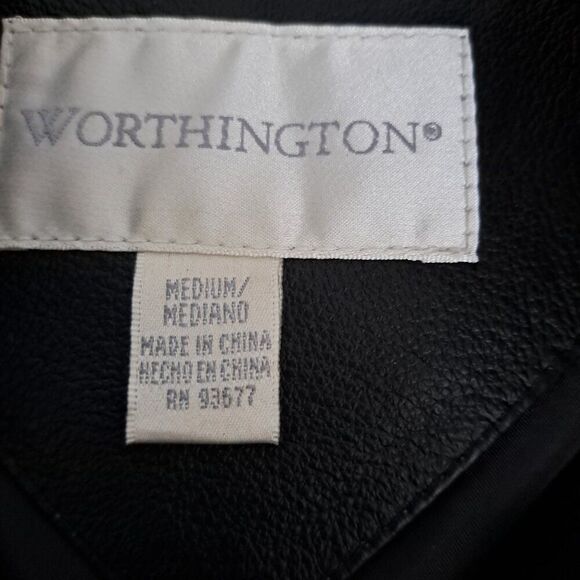 WORTHINGTON®
MEDIUM/
MEDIANO
MADE IN CHINA
HECHO EN CHINA
RN 93677